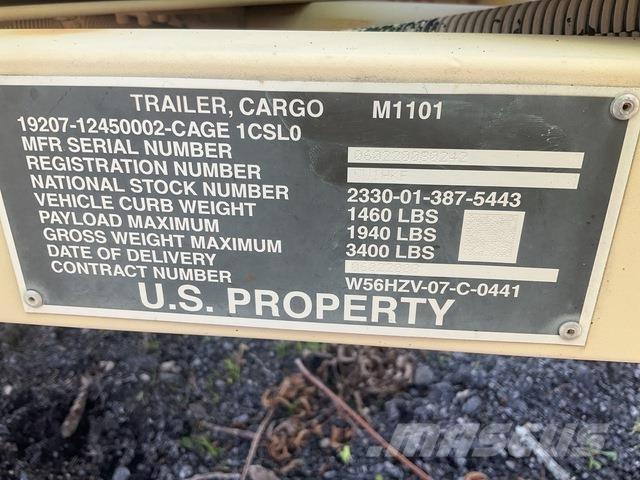 TRAILER, CARGO M1101
19207-12450002-CAGE 1CSL0
MFR SERIAL NUMBER
REGISTRATION NUMBER
NATIONAL STOCK NUMBER 2330-01-387-5443
VEHICLE CURB WEIGHT 1460 LBS
PAYLOAD MAXIMUM 1940 LBS
GROSS WEIGHT MAXIMUM 3400 LBS
DATE OF DELIVERY
CONTRACT NUMBER W56HZV-07-C-0441
U.S. PROPERTY
MASCUS